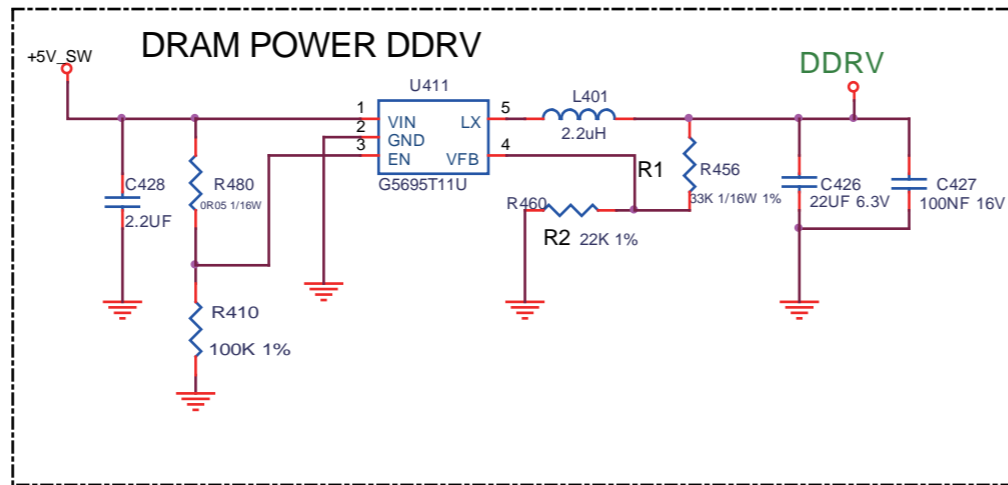 DRAM POWER DDRV
+5V_SW
DDRV
U411
1
VIN
LX
5
2
GND
3
EN
VFB
4
G5695T11U
L401
2.2uH
C428
2.2UF
R480
0R05 1/16W
R410
100K 1%
R1
R456
33K 1/16W 1%
R460
R2
22K 1%
C426
22UF 6.3V
C427
100NF 16V